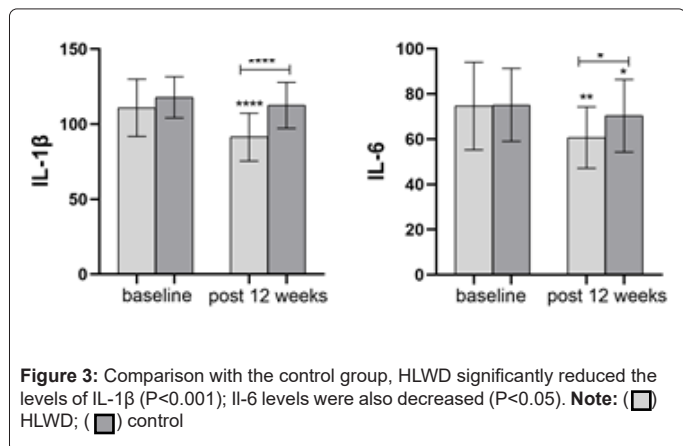 150
100
50
0
IL-1β
****
****
baseline
post 12 weeks
100
80
60
40
20
0
IL-6
*
**
*
baseline
post 12 weeks
Figure 3: Comparison with the control group, HLWD significantly reduced the
levels of IL-1β (P<0.001); Il-6 levels were also decreased (P<0.05). Note: ( )
HLWD; ( ) control